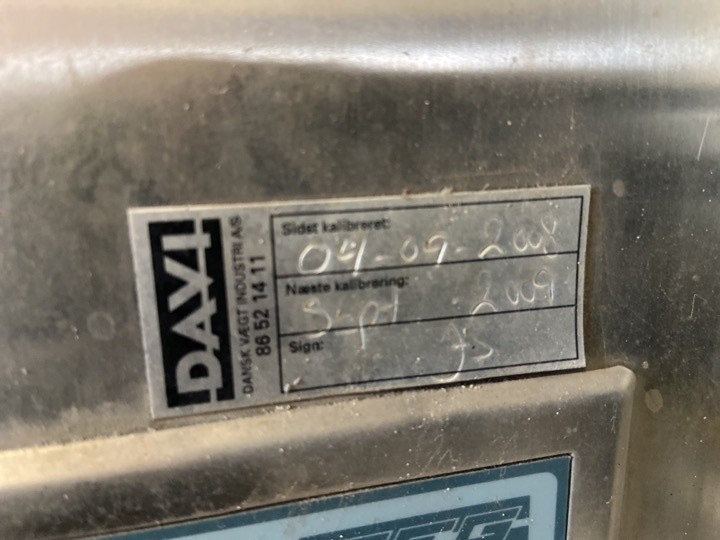 DAVI
DANSK VÆGT INDUSTRI A/S
86 52 14 11
Sidst kalibreret:
04-09-2008
Næste kalibrering:
Sept 2009
Sign: